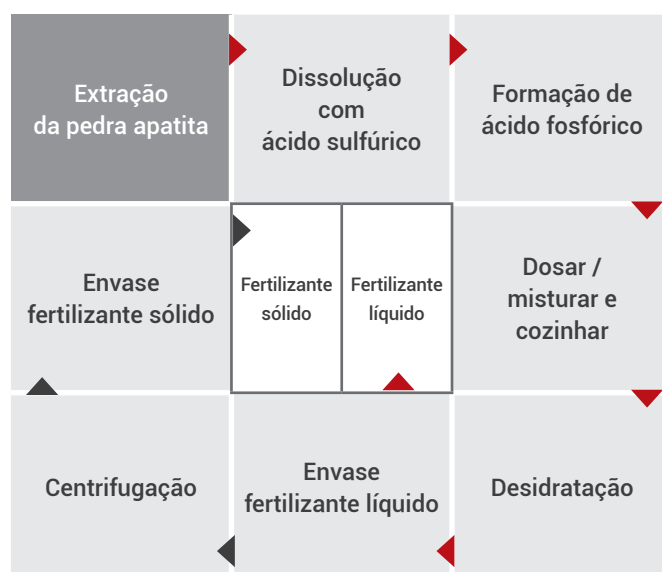 Extração
da pedra apatita
Dissolução
com
ácido sulfúrico
Formação de
ácido fosfórico
Envase
fertilizante sólido
Fertilizante
sólido
Fertilizante
líquido
Dosar /
misturar e
cozinhar
Centrifugação
Envase
fertilizante líquido
Desidratação